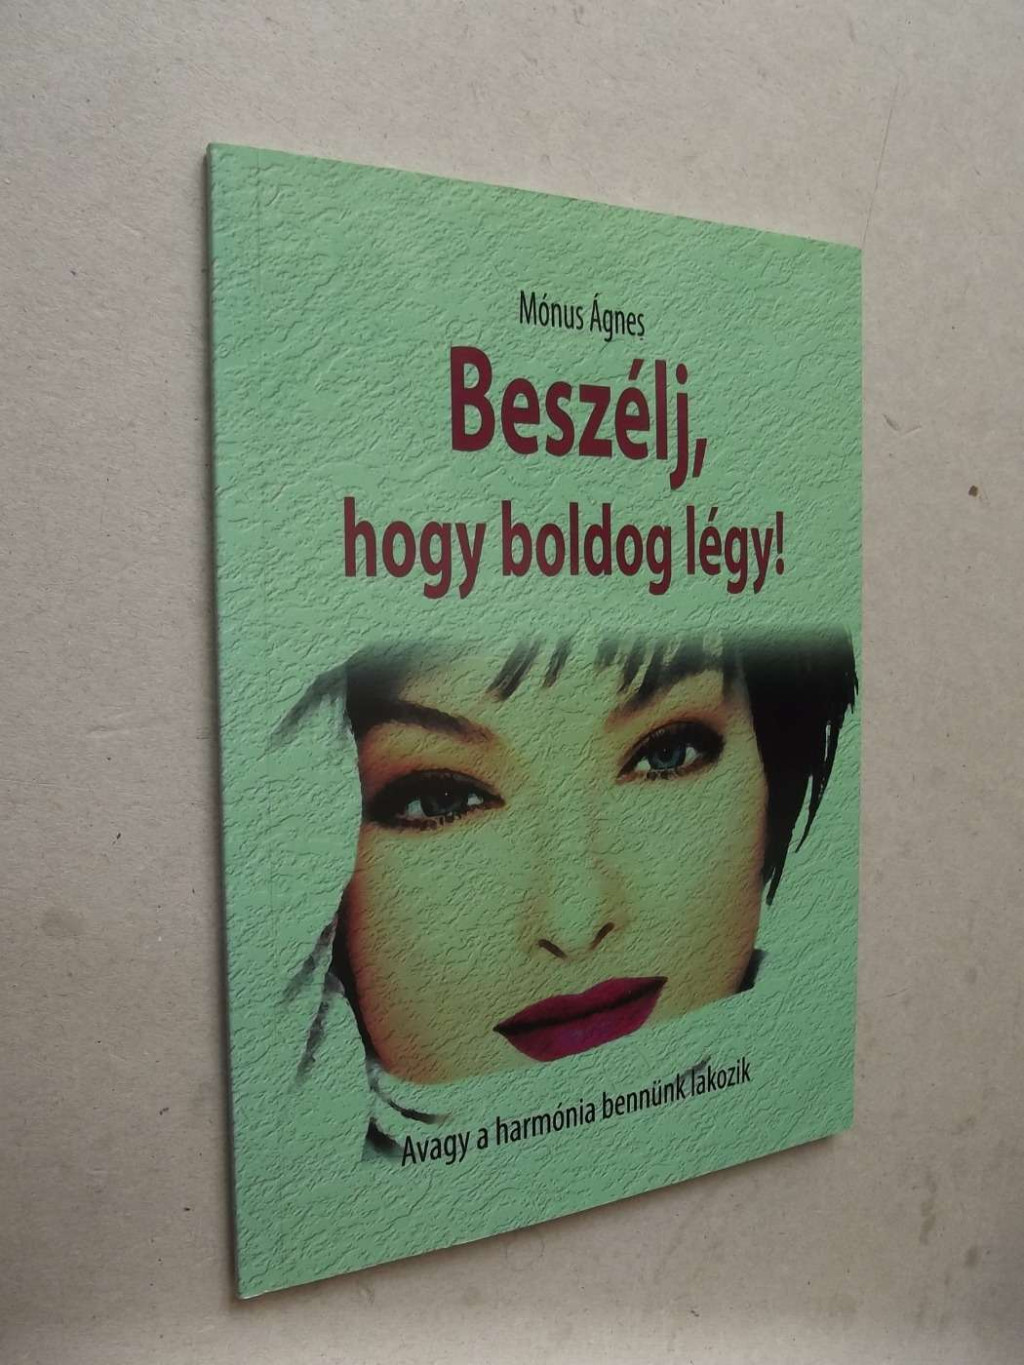 Mónus Ágnes
Beszélj,
hogy boldog légy!
Avagy a harmónia bennünk lakozik